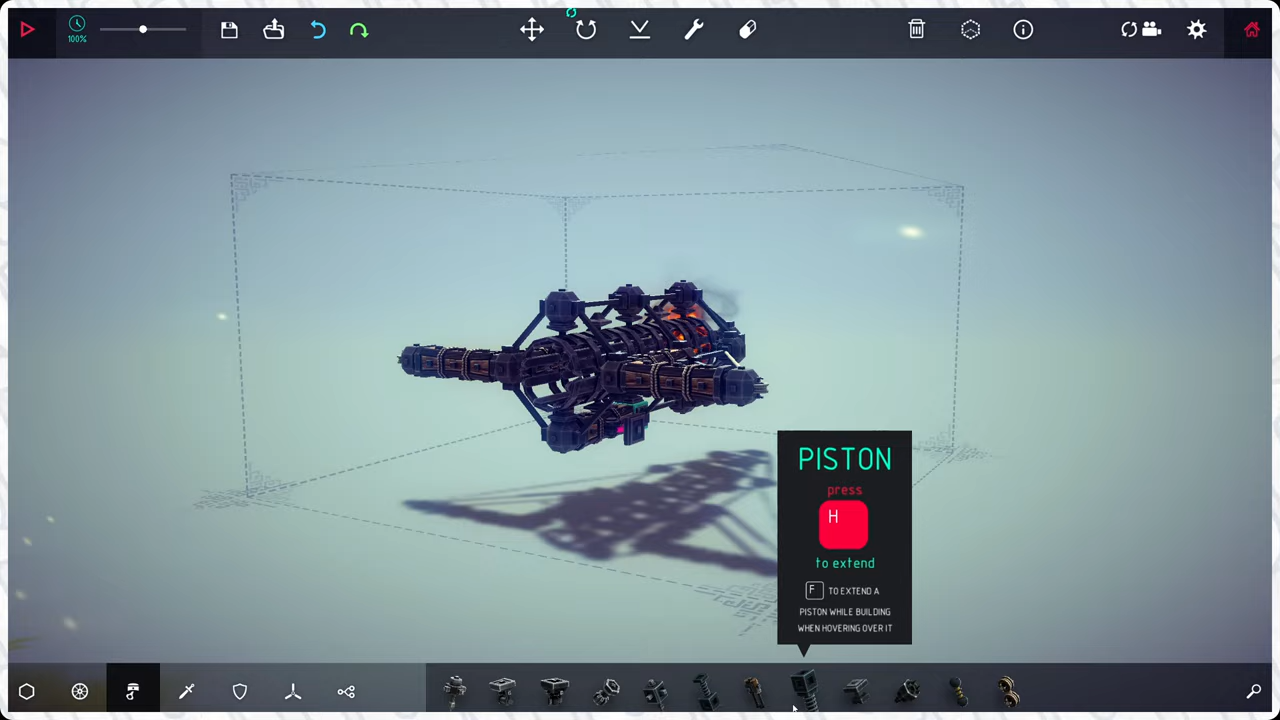 100%
PISTON
press
H
to extend
F TO EXTEND A
PISTON WHILE BUILDING
WHEN HOVERING OVER IT